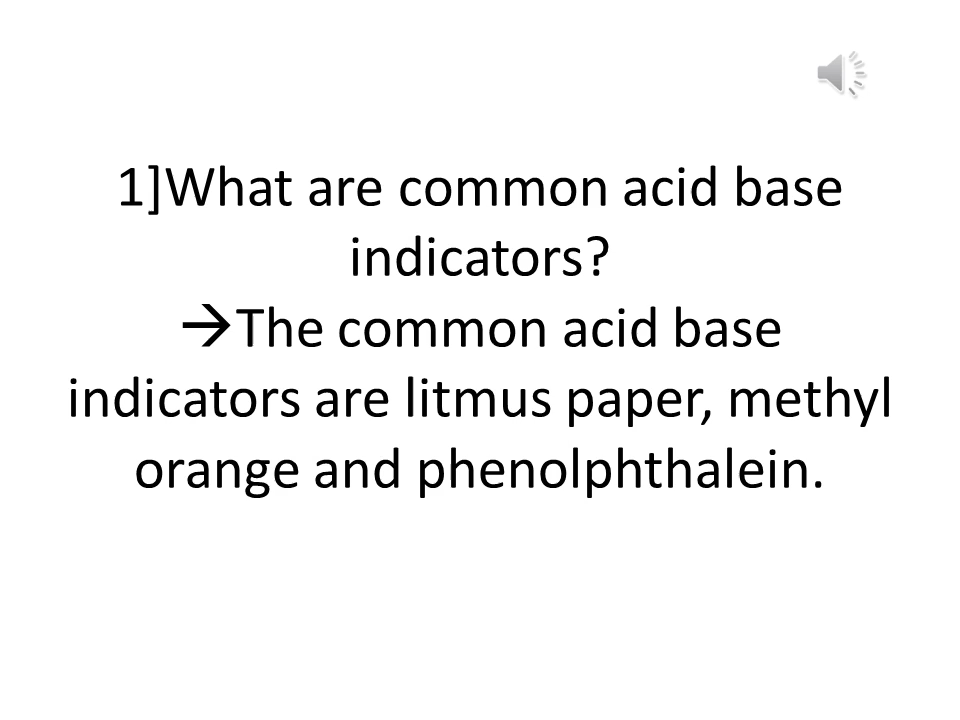 1]What are common acid base
indicators?
→The common acid base
indicators are litmus paper, methyl
orange and phenolphthalein.